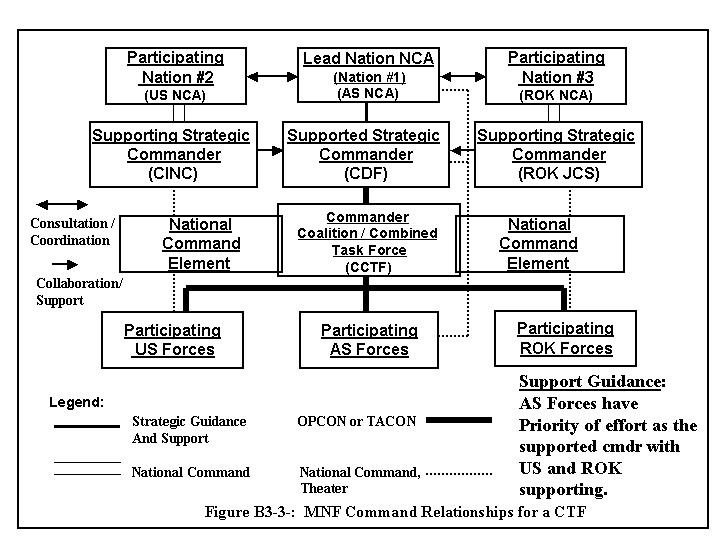 Participating
Nation #2
(US NCA)
Lead Nation NCA
(Nation #1)
(AS NCA)
Participating
Nation #3
(ROK NCA)
Supporting Strategic
Commander
(CINC)
Supported Strategic
Commander
(CDF)
Supporting Strategic
Commander
(ROK JCS)
Consultation /
Coordination
Collaboration/
Support
National
Command
Element
Commander
Coalition / Combined
Task Force
(CCTF)
National
Command
Element
Participating
US Forces
Participating
AS Forces
Participating
ROK Forces
Support Guidance:
AS Forces have
Priority of effort as the
supported cmdr with
US and ROK
supporting.
Legend:
Strategic Guidance
And Support
OPCON or TACON
National Command
National Command,
Theater
Figure B3-3-: MNF Command Relationships for a CTF